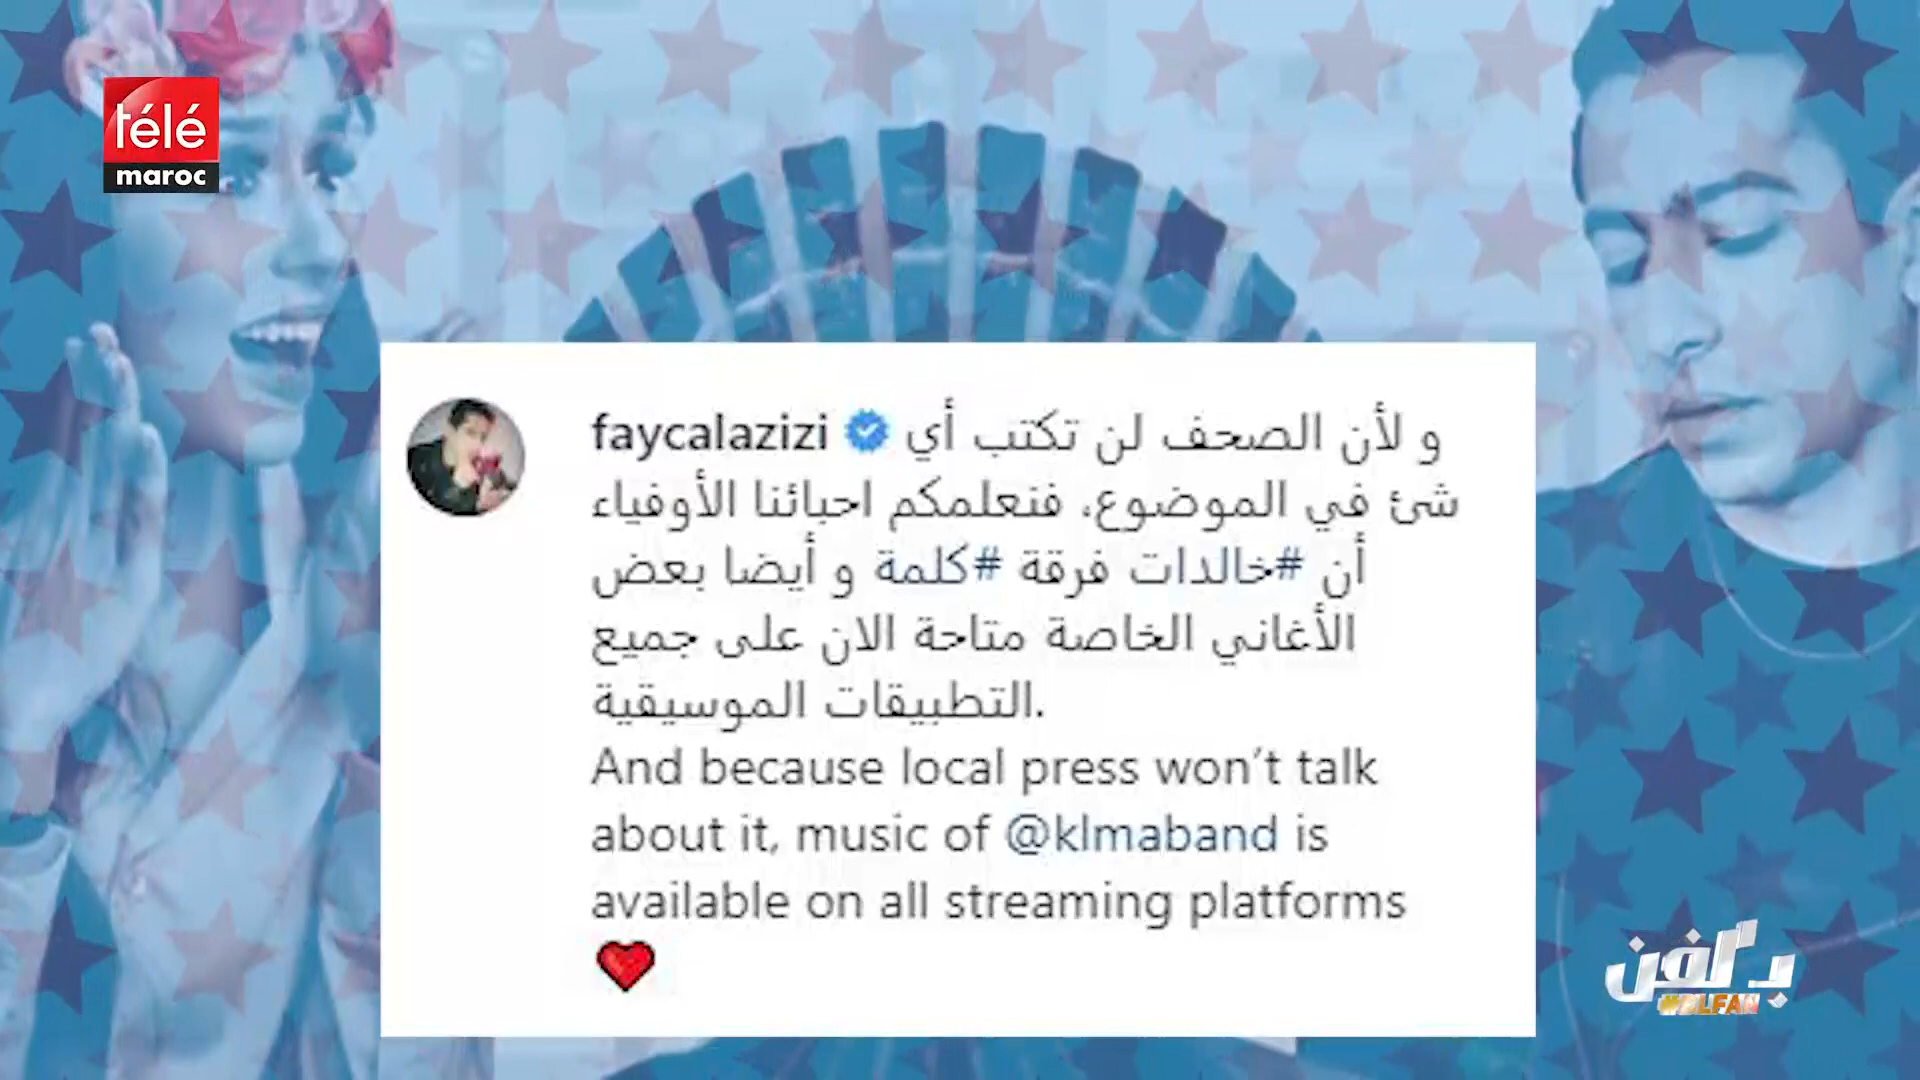 télé
maroc
faycalazizi و لأن الصحف لن تكتب أي
شئ في الموضوع، فنعلمكم احبائنا الأوفياء
أن #خالدات فرقة #كلمة و أيضا بعض
الأغاني الخاصة متاحة الان على جميع
التطبيقات الموسيقية.
And because local press won’t talk
about it, music of @klmaband is
available on all streaming platforms
❤
بلفن
#BLFAN